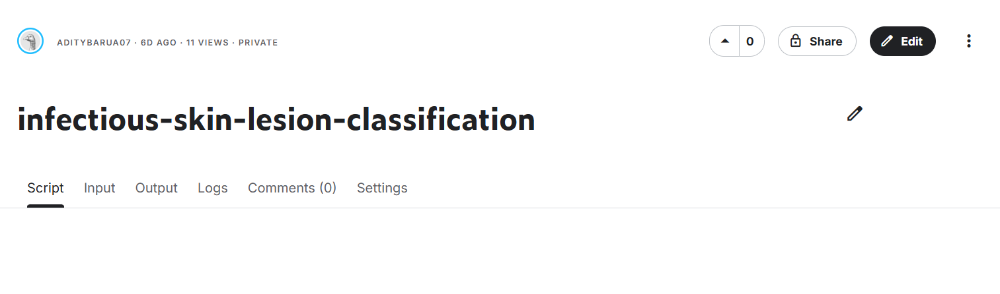 ADITYBARUA07 · 6D AGO · 11 VIEWS · PRIVATE
0
Share
Edit
infectious-skin-lesion-classification
Script Input Output Logs Comments (0) Settings